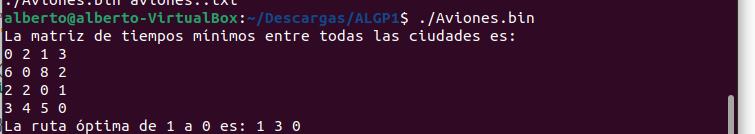 ./Aviones.bin aviones..txt
alberto@alberto-VirtualBox:~/Descargas/ALGP1$ ./Aviones.bin
La matriz de tiempos mínimos entre todas las ciudades es:
0 2 1 3
6 0 8 2
2 2 0 1
3 4 5 0
La ruta óptima de 1 a 0 es: 1 3 0